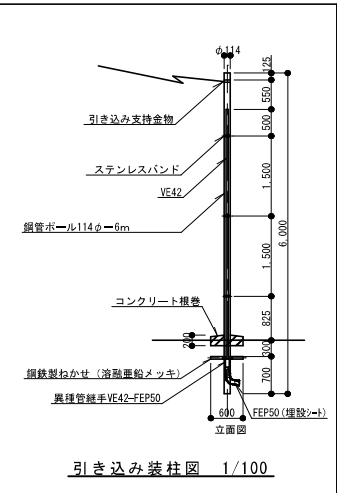 φ114
125
550
引き込み支持金物
500
ステンレスバンド
VE42
1,500
鋼管ポール114φ−6m
6,000
1,500
コンクリート根巻
825
200
300
鋼鉄製ねかせ（溶融亜鉛メッキ）
700
異種管継手VE42−FEP50
600
FEP50(埋設シート)
立面図
引き込み装柱図 1/100